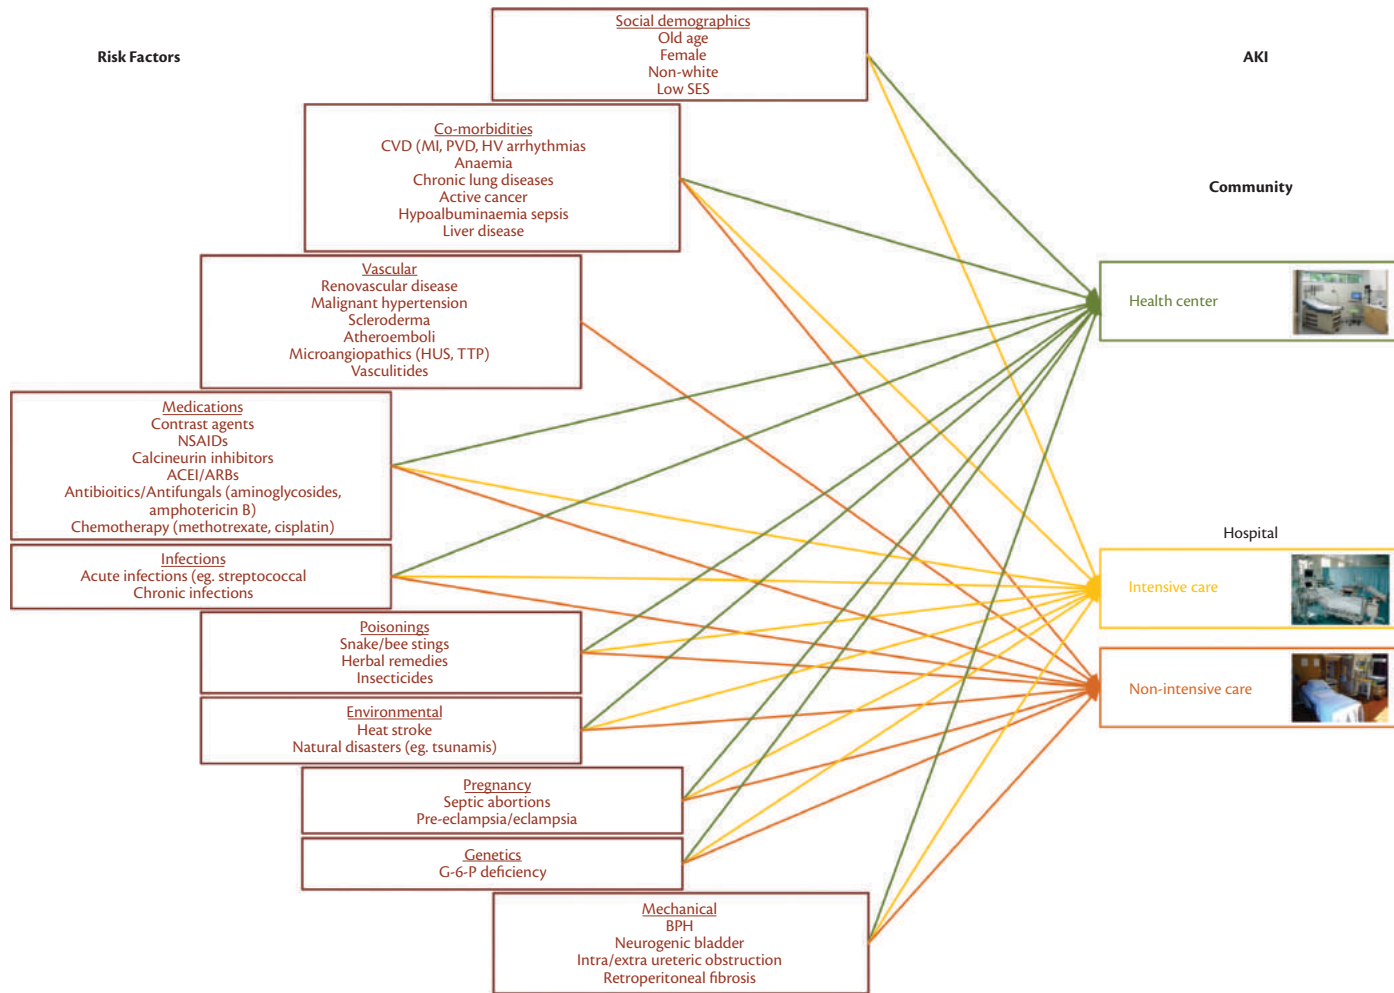 Risk Factors
Social demographics
Old age
Female
Non-white
Low SES
Co-morbidities
CVD (MI, PVD, HV arrhythmias
Anaemia
Chronic lung diseases
Active cancer
Hypoalbuminaemia sepsis
Liver disease
Vascular
Renovascular disease
Malignant hypertension
Scleroderma
Atheroemboli
Microangiopathics (HUS, TTP)
Vasculitides
Medications
Contrast agents
NSAIDs
Calcineurin inhibitors
ACEI/ARBs
Antibioitics/Antifungals (aminoglycosides,
amphotericin B)
Chemotherapy (methotrexate, cisplatin)
Infections
Acute infections (eg. streptococcal
Chronic infections
Poisonings
Snake/bee stings
Herbal remedies
Insecticides
Environmental
Heat stroke
Natural disasters (eg. tsunamis)
Pregnancy
Septic abortions
Pre-eclampsia/eclampsia
Genetics
G-6-P deficiency
Mechanical
BPH
Neurogenic bladder
Intra/extra ureteric obstruction
Retroperitoneal fibrosis
AKI
Community
Health center
Hospital
Intensive care
Non-intensive care